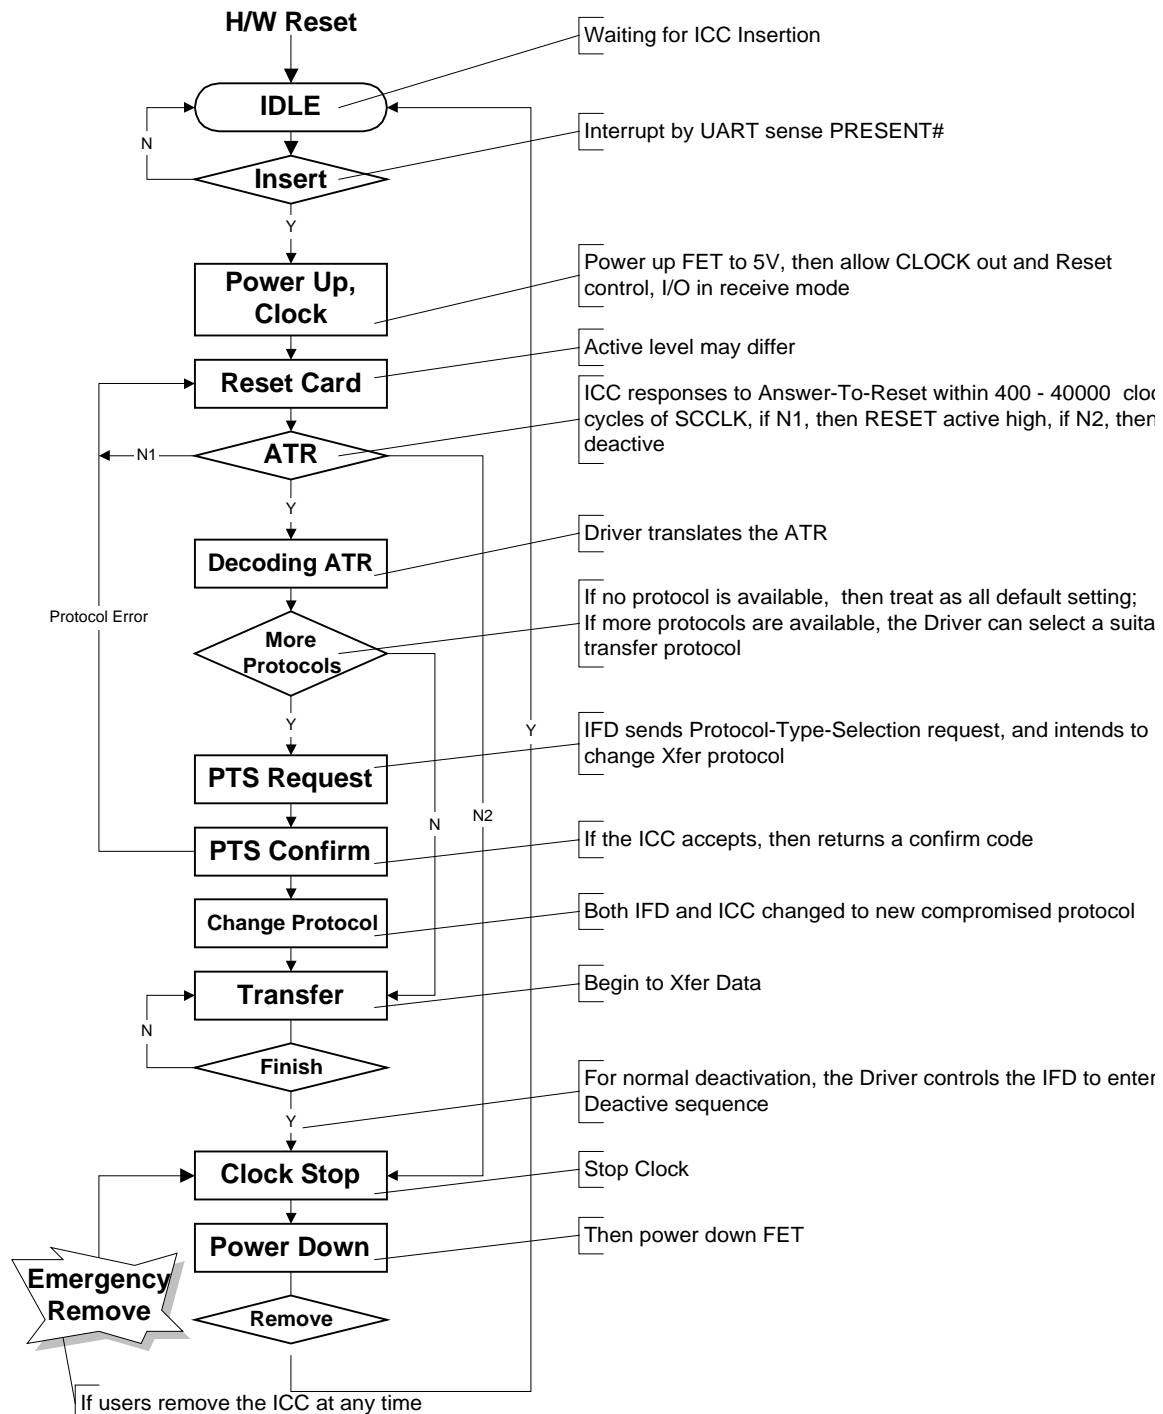 H/W Reset
Waiting for ICC Insertion
IDLE
Interrupt by UART sense PRESENT#
N
Insert
Y
Power Up,
Clock
Power up FET to 5V, then allow CLOCK out and Reset
control, I/O in receive mode
Active level may differ
Reset Card
ICC responses to Answer-To-Reset within 400 - 40000
cycles of SCCLK, if N1, then RESET active high, if N2, then
deactive
N1
ATR
Y
Driver translates the ATR
Decoding ATR
If no protocol is available, then treat as all default setting;
If more protocols are available, the Driver can select a
transfer protocol
Protocol Error
More
Protocols
Y
Y
IFD sends Protocol-Type-Selection request, and intends to
change Xfer protocol
PTS Request
N2
N
If the ICC accepts, then returns a confirm code
PTS Confirm
Both IFD and ICC changed to new compromised protocol
Change Protocol
Begin to Xfer Data
Transfer
N
Finish
For normal deactivation, the Driver controls the IFD to enter
Deactive sequence
Y
Clock Stop
Stop Clock
Power Down
Then power down FET
Emergency
Remove
Remove
If users remove the ICC at any time